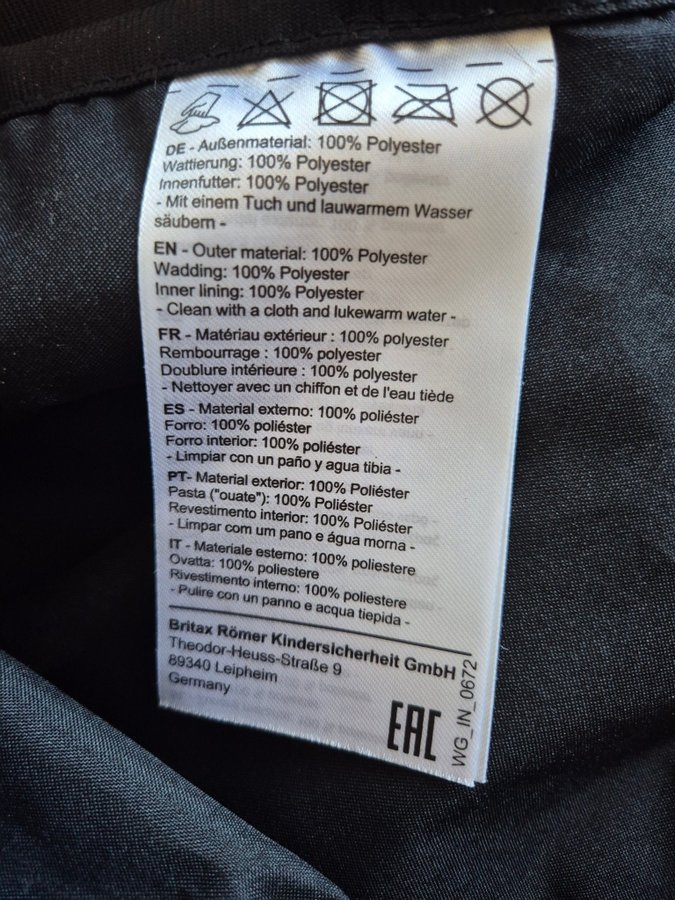 DE - Außenmaterial: 100% Polyester
Wattierung: 100% Polyester
Innenfutter: 100% Polyester
- Mit einem Tuch und lauwarmem Wasser
säubern -
EN - Outer material: 100% Polyester
Wadding: 100% Polyester
Inner lining: 100% Polyester
- Clean with a cloth and lukewarm water -
FR - Matériau extérieur : 100% polyester
Rembourrage : 100% polyester
Doublure intérieure : 100% polyester
- Nettoyer avec un chiffon et de l'eau tiède
ES - Material externo: 100% poliéster
Forro: 100% poliéster
Forro interior: 100% poliéster
- Limpiar con un paño y agua tibia -
PT- Material exterior: 100% Poliéster
Pasta ("ouate"): 100% Poliéster
Revestimento interior: 100% Poliéster
- Limpar com um pano e água morna -
IT - Materiale esterno: 100% poliestere
Ovatta: 100% poliestere
Rivestimento interno: 100% poliestere
- Pulire con un panno e acqua tiepida -
Britax Römer Kindersicherheit GmbH
Theodor-Heuss-Straße 9
89340 Leipheim
Germany
EAC
WG_IN_0672